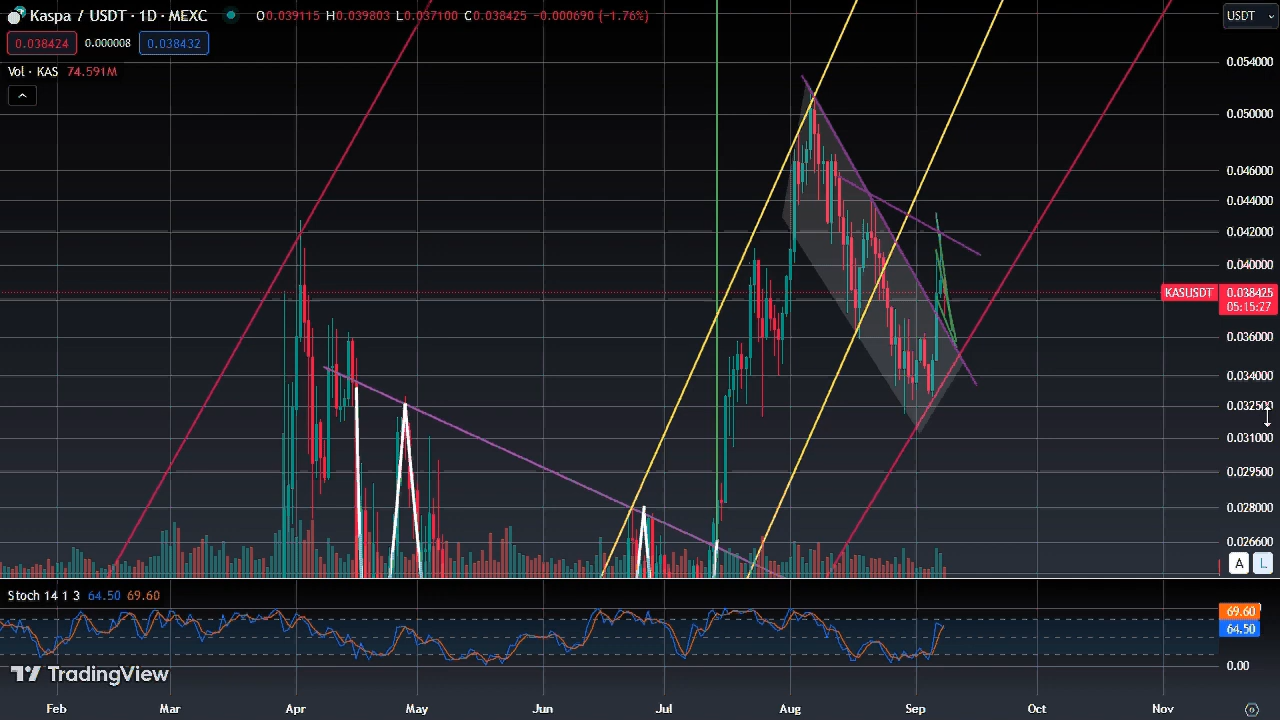 Kaspa / USDT · 1D · MEXC O0.039115 H0.039803 L0.037100 C0.038425 −0.000690 (−1.76%)
USDT
0.038424 0.000008 0.038432
Vol · KAS 74.591M
0.054000
0.050000
0.046000
0.044000
0.042000
0.040000
KASUSDT 0.038425
05:15:27
0.036000
0.034000
0.032500
0.031000
0.029500
0.028000
0.026600
A L
Stoch 14 1 3 64.50 69.60
69.60
64.50
0.00
TradingView
Feb Mar Apr May Jun Jul Aug Sep Oct Nov